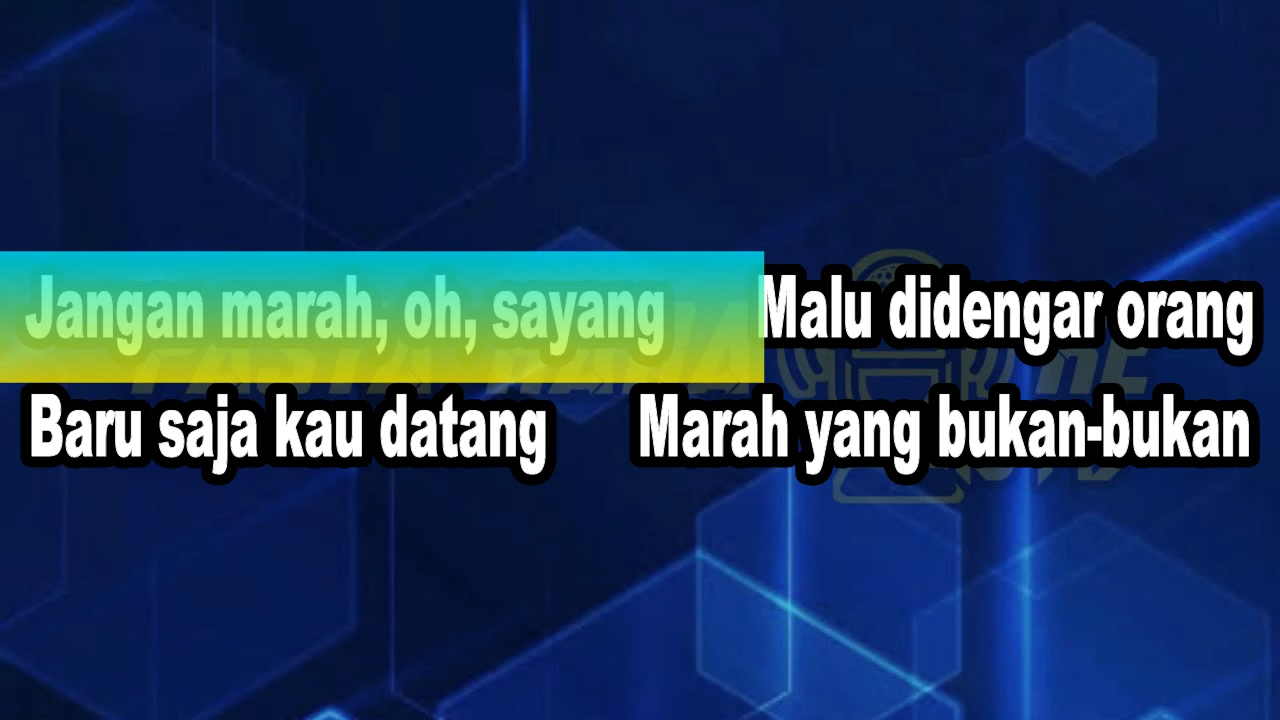 Jangan marah, oh, sayang Malu didengar orang
Baru saja kau datang Marah yang bukan-bukan